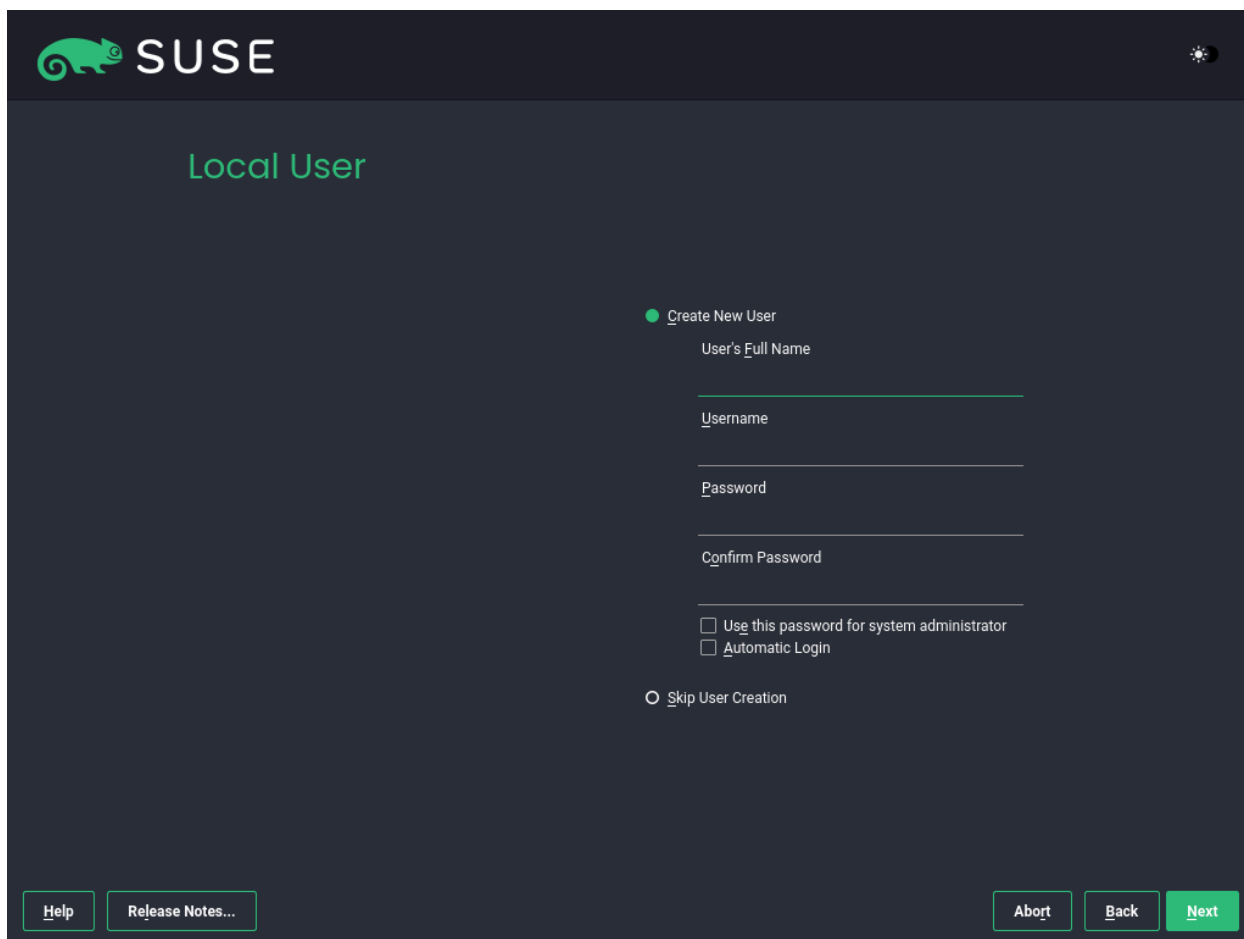 SUSE
Local User
Create New User
User's Full Name
Username
Password
Confirm Password
Use this password for system administrator
Automatic Login
Skip User Creation
Help Release Notes... Abort Back Next